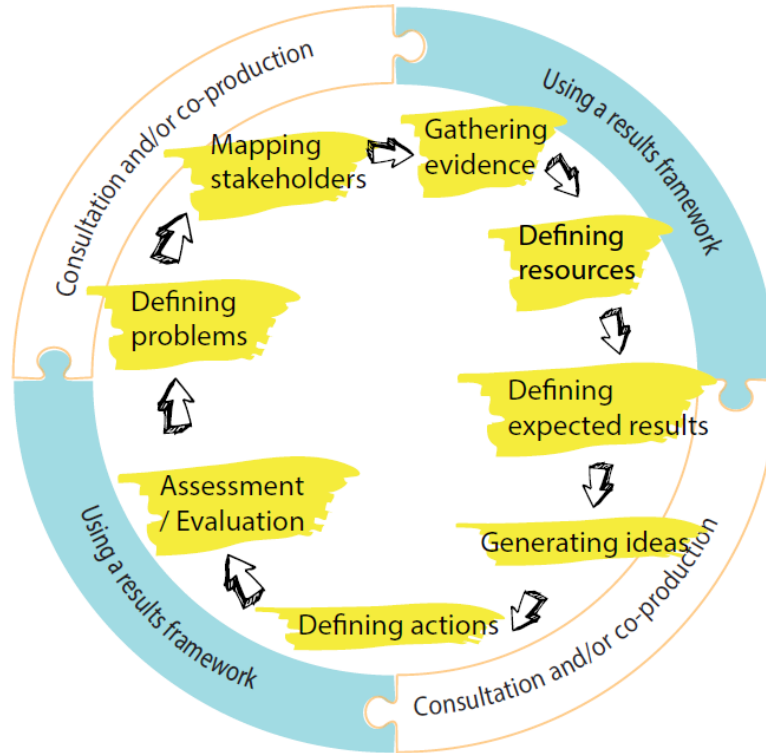 Consultation and/or co-production
Using a results framework
Mapping
stakeholders
Gathering
evidence
Defining
resources
Defining
problems
Defining
expected results
Assessment
/ Evaluation
Generating ideas
Defining actions
Using a results framework
Consultation and/or co-production